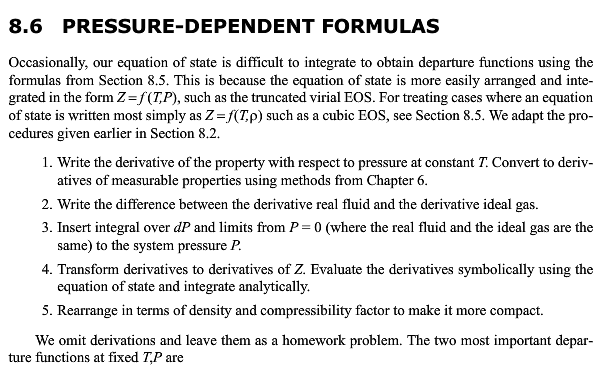 8.6 PRESSURE-DEPENDENT FORMULAS
Occasionally, our equation of state is difficult to integrate to obtain departure functions using the
formulas from Section 8.5. This is because the equation of state is more easily arranged and inte-
grated in the form Z = f(T,P), such as the truncated virial EOS. For treating cases where an equation
of state is written most simply as Z = f(T,ρ) such as a cubic EOS, see Section 8.5. We adapt the pro-
cedures given earlier in Section 8.2.
1. Write the derivative of the property with respect to pressure at constant T. Convert to deriv-
atives of measurable properties using methods from Chapter 6.
2. Write the difference between the derivative real fluid and the derivative ideal gas.
3. Insert integral over dP and limits from P = 0 (where the real fluid and the ideal gas are the
same) to the system pressure P.
4. Transform derivatives to derivatives of Z. Evaluate the derivatives symbolically using the
equation of state and integrate analytically.
5. Rearrange in terms of density and compressibility factor to make it more compact.
We omit derivations and leave them as a homework problem. The two most important depar-
ture functions at fixed T,P are